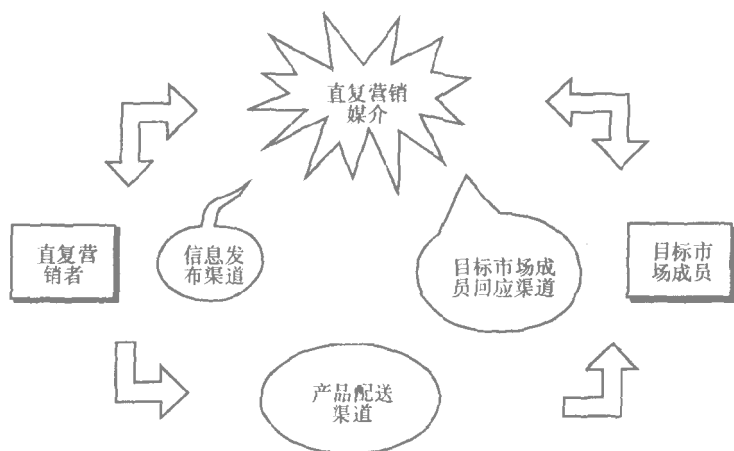 直复营销
媒介
直复营
销者
信息发
布渠道
目标市场成
员回应渠道
目标市
场成员
产品配送
渠道